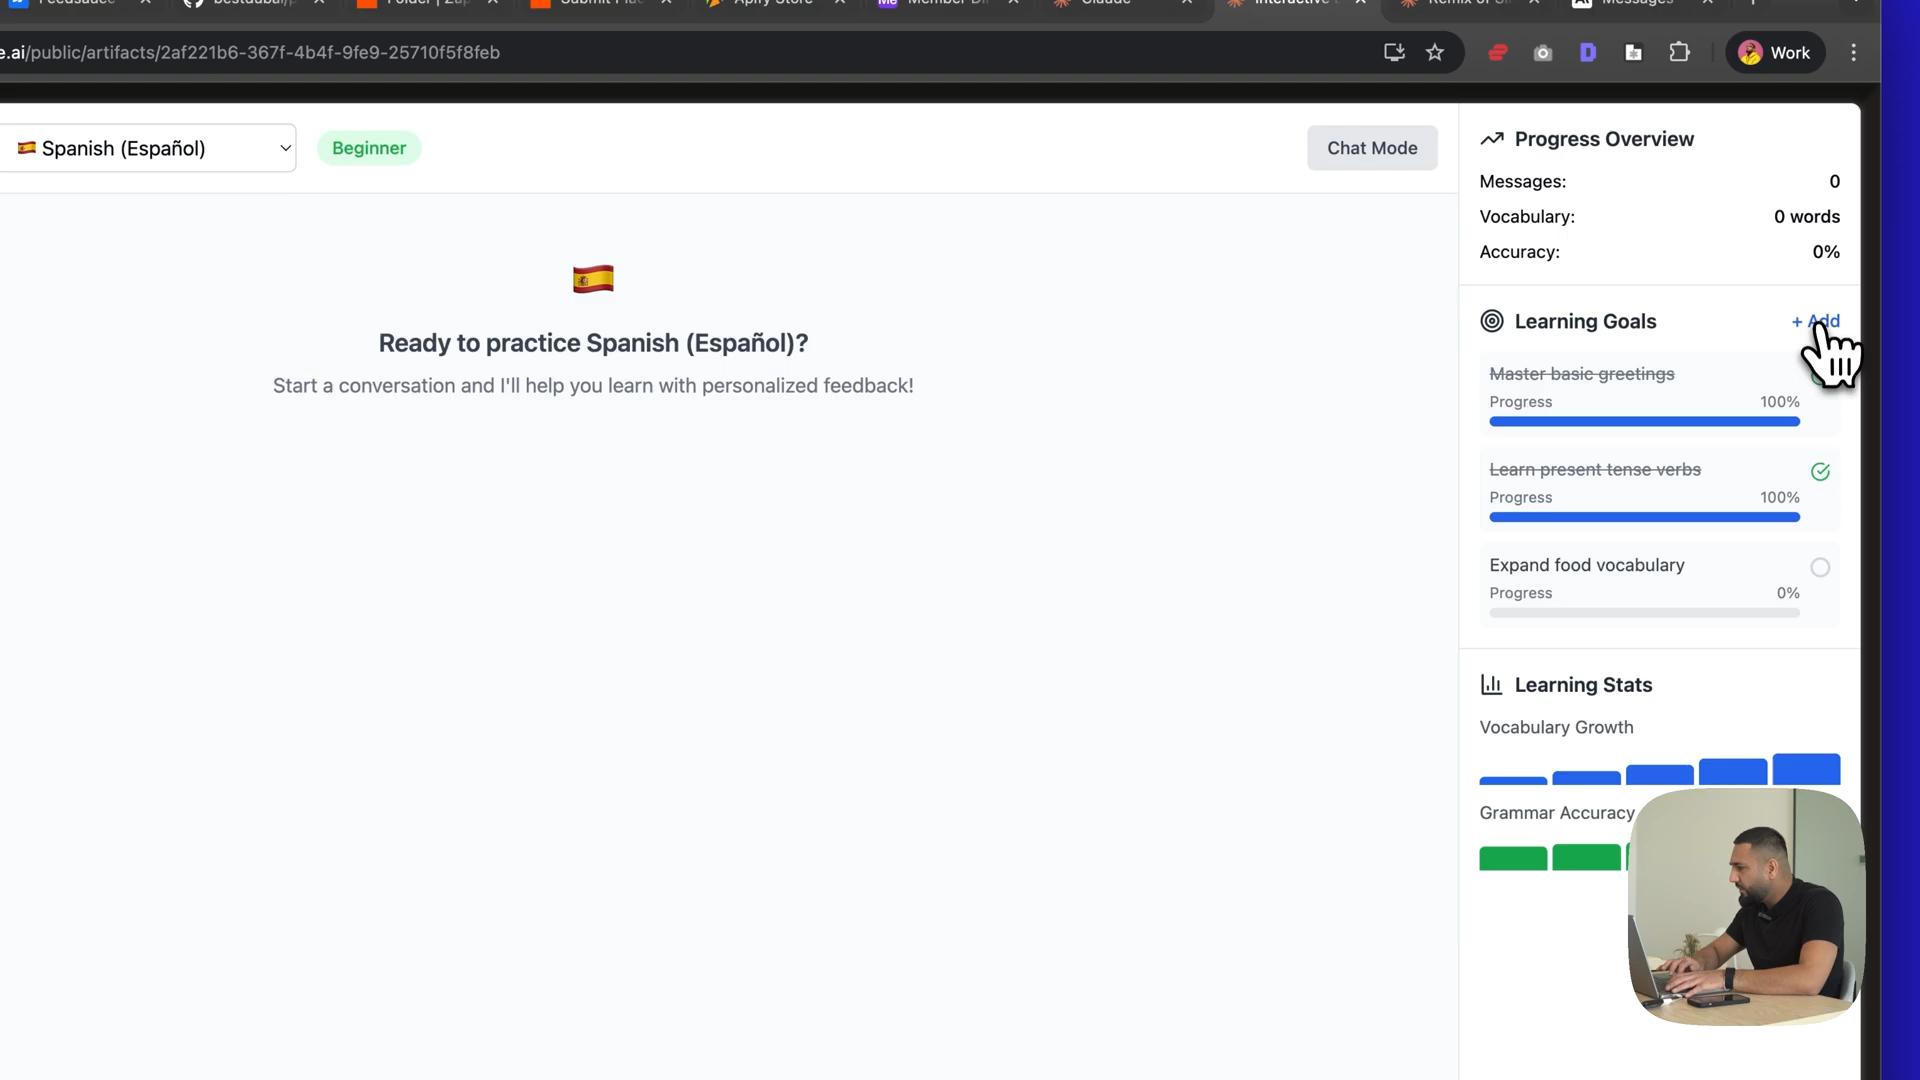 Claude
Messages
e.ai/public/artifacts/2af221b6-367f-4b4f-9fe9-25710f5f8feb
Work
Spanish (Español)
Beginner
Chat Mode
Ready to practice Spanish (Español)?
Start a conversation and I'll help you learn with personalized feedback!
Progress Overview
Messages: 0
Vocabulary: 0 words
Accuracy: 0%
Learning Goals + Add
Master basic greetings
Progress 100%
Learn present tense verbs
Progress 100%
Expand food vocabulary
Progress 0%
Learning Stats
Vocabulary Growth
Grammar Accuracy